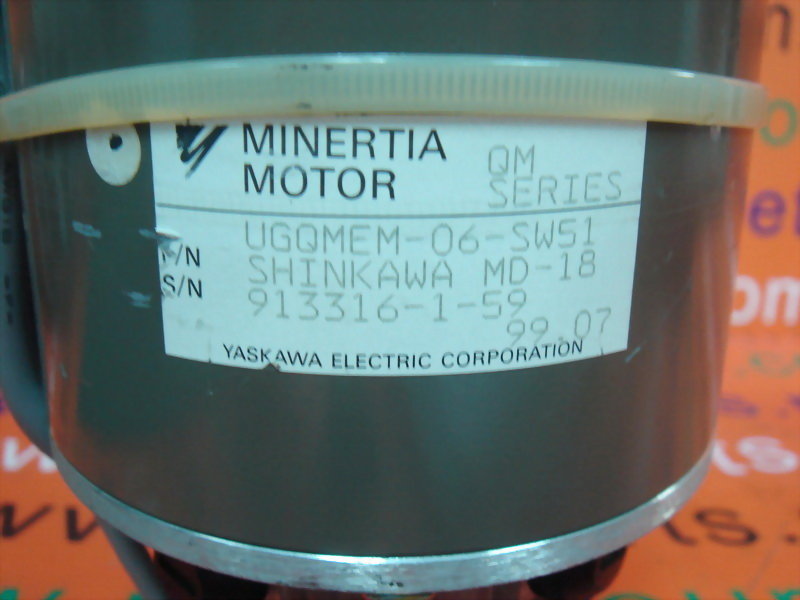 MINERTIA
MOTOR
QM
SERIES
UGQMEM-06-SW51
P/N SHINKAWA MD-18
S/N 913316-1-59
99.07
YASKAWA ELECTRIC CORPORATION